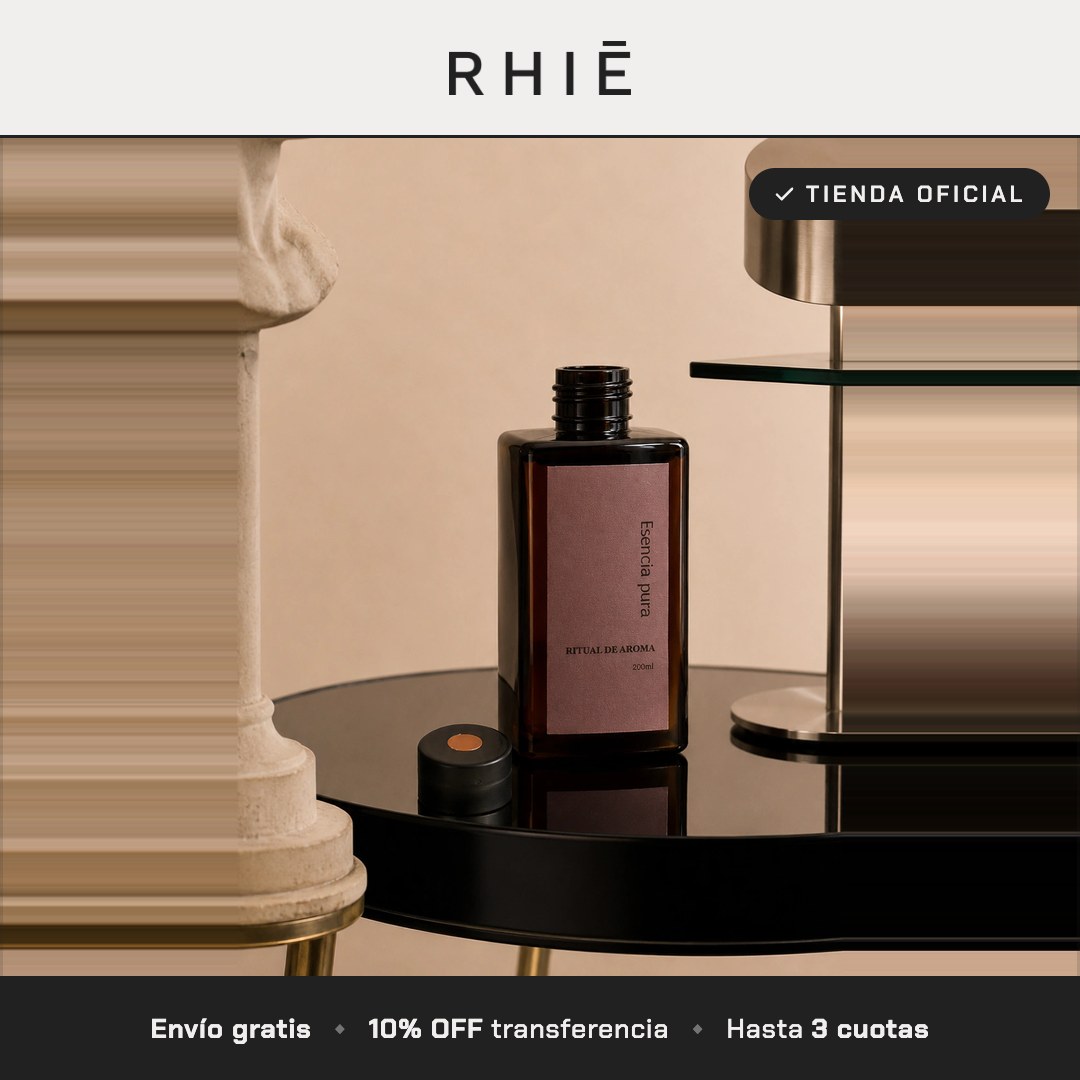 RHIĒ
TIENDA OFICIAL
Esencia pura
RITUAL DE AROMA
200ml
Envío gratis ◆ 10% OFF transferencia ◆ Hasta 3 cuotas